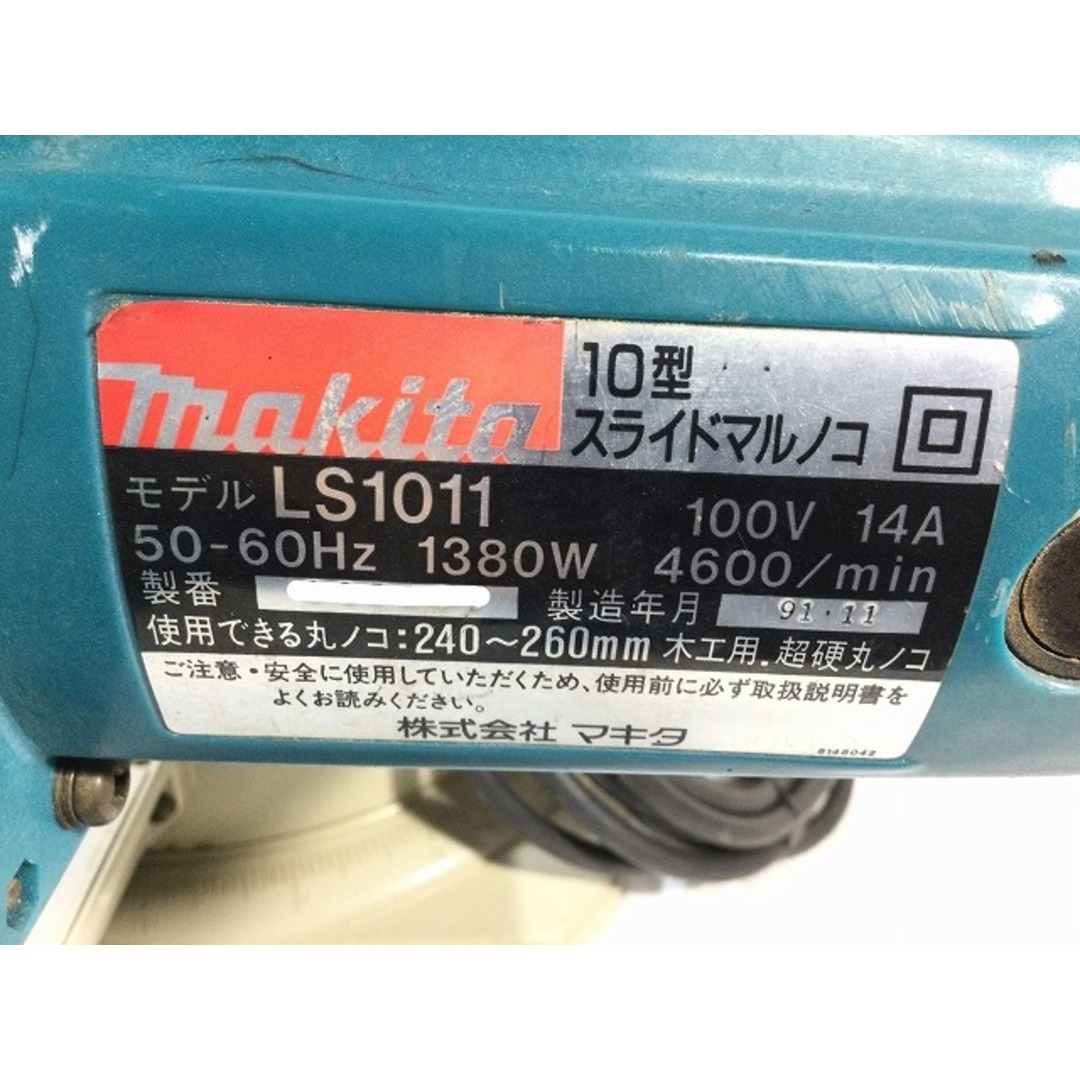 makita
10型
スライドマルノコ
モデル LS1011
100V 14A
50-60Hz 1380W 4600/min
製番
製造年月 91・11
使用できる丸ノコ:240〜260mm 木工用.超硬丸ノコ
ご注意・安全に使用していただくため、使用前に必ず取扱説明書を
よくお読みください。
株式会社 マキタ
8148042